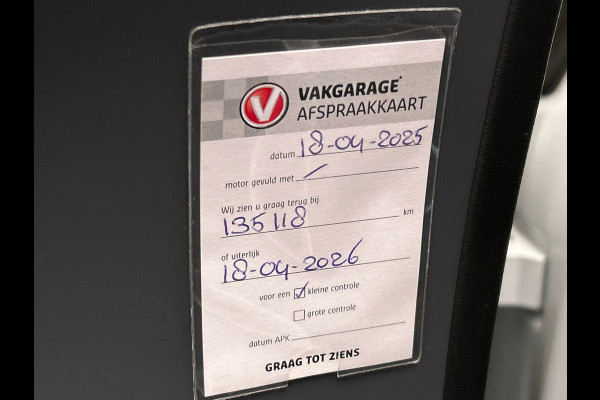 V VAKGARAGE
AFSPRAAKKAART
datum 18-04-2025
motor gevuld met /
Wij zien u graag terug bij
135118 km
of uiterlijk
18-04-2026
voor een ☑ kleine controle
☐ grote controle
datum APK
GRAAG TOT ZIENS